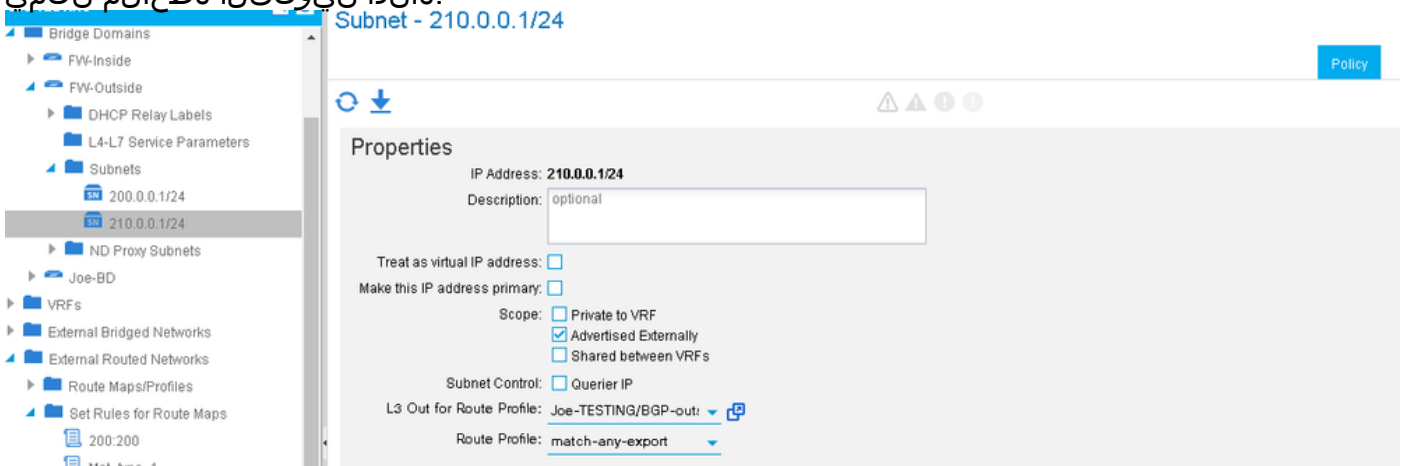 Subnet - 210.0.0.1/24
Bridge Domains
FW-Inside
FW-Outside
DHCP Relay Labels
L4-L7 Service Parameters
Subnets
200.0.0.1/24
210.0.0.1/24
ND Proxy Subnets
Joe-BD
VRFs
External Bridged Networks
External Routed Networks
Route Maps/Profiles
Set Rules for Route Maps
200:200
Policy
Properties
IP Address: 210.0.0.1/24
Description: optional
Treat as virtual IP address:
Make this IP address primary:
Scope: Private to VRF
Advertised Externally
Shared between VRFs
Subnet Control: Querier IP
L3 Out for Route Profile: Joe-TESTING/BGP-out
Route Profile: match-any-export